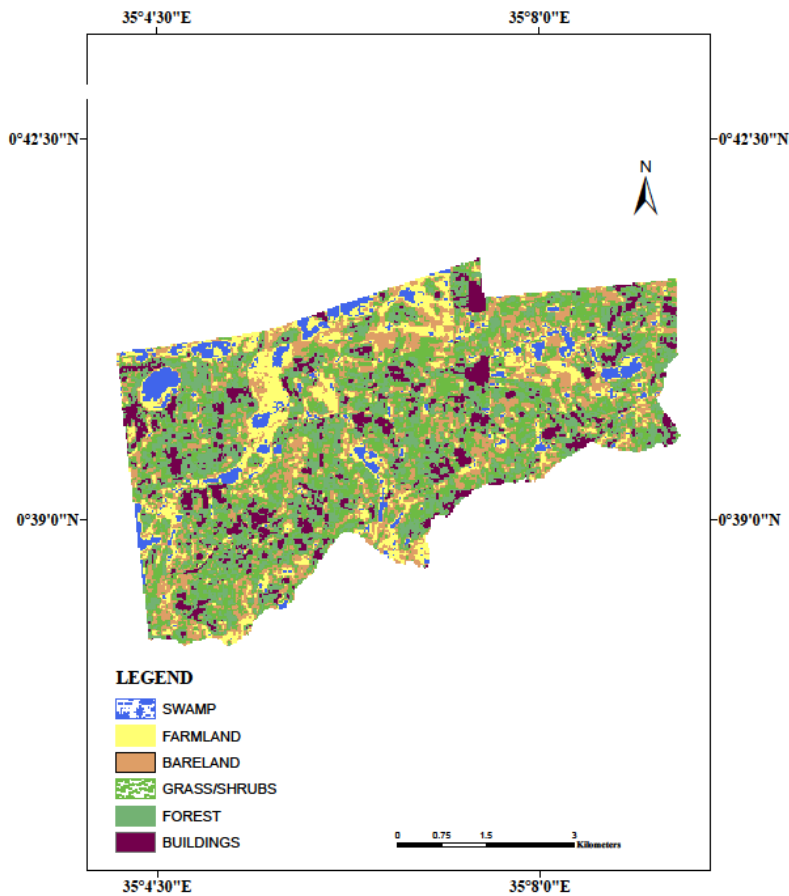 35°4'30"E 35°8'0"E
0°42'30"N 0°42'30"N
N
0°39'0"N 0°39'0"N
LEGEND
SWAMP
FARMLAND
BARELAND
GRASS/SHRUBS
FOREST
BUILDINGS
0 0.75 1.5 3
Kilometers
35°4'30"E 35°8'0"E